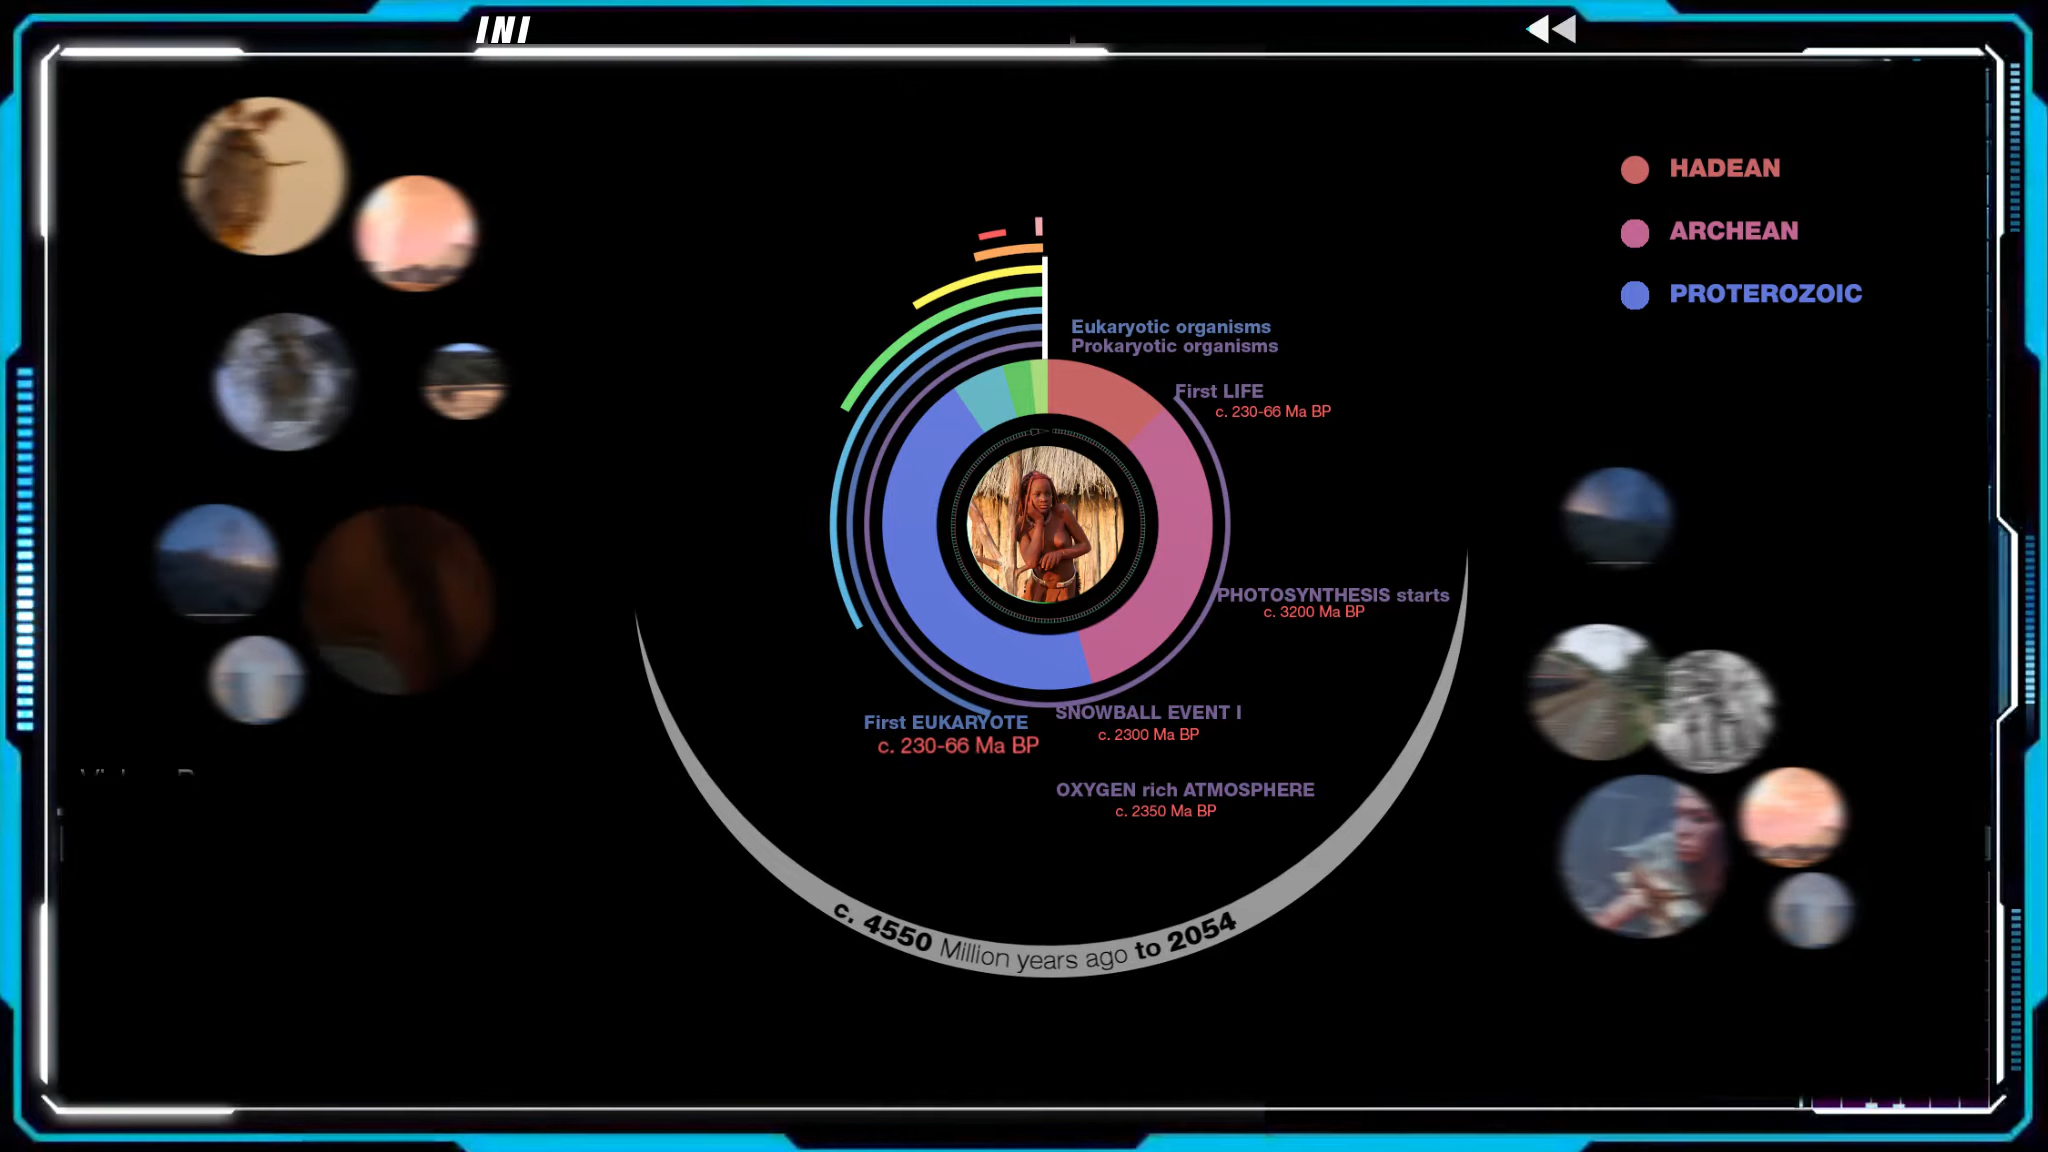 INI
HADEAN
ARCHEAN
PROTEROZOIC
Eukaryotic organisms
Prokaryotic organisms
First LIFE
c. 230-66 Ma BP
PHOTOSYNTHESIS starts
c. 3200 Ma BP
SNOWBALL EVENT I
c. 2300 Ma BP
First EUKARYOTE
c. 230-66 Ma BP
OXYGEN rich ATMOSPHERE
c. 2350 Ma BP
c. 4550 Million years ago to 2054